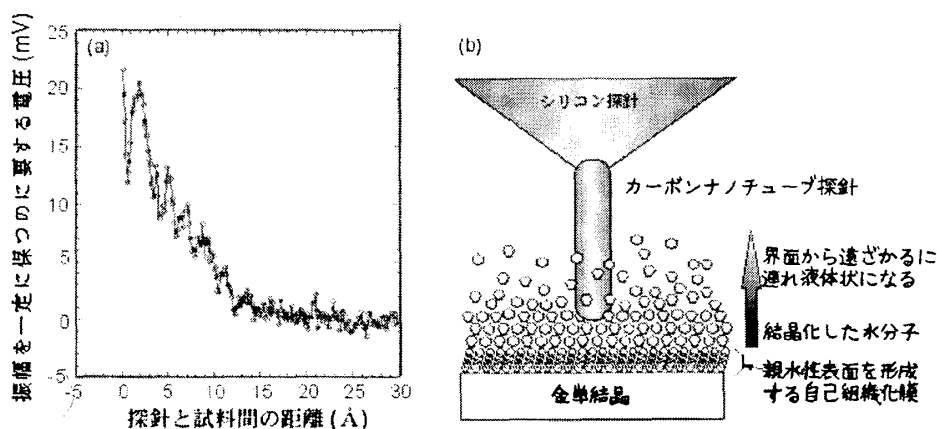 振幅を一定に保つのに要する電圧 (mV)
(a)
25
20
15
10
5
0
-5
-5 0 5 10 15 20 25 30
探針と試料間の距離 (Å)
(b)
シリコン探針
カーボンナノチューブ探針
界面から遠ざかるに
連れ液体状になる
結晶化した水分子
親水性表面を形成
する自己組織化膜
金単結晶